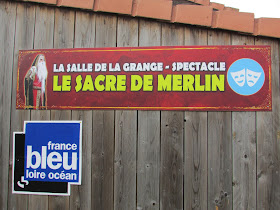 LA SALLE DE LA GRANGE - SPECTACLE
LE SACRE DE MERLIN
france
bleu
loire océan